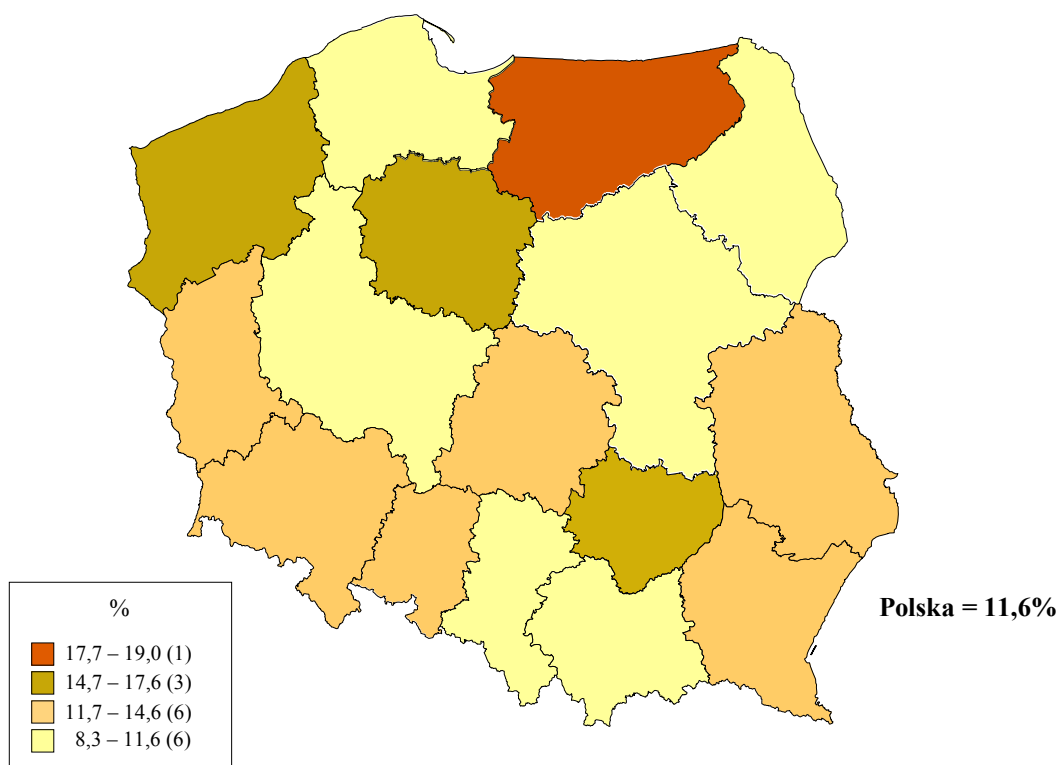 Polska = 11,6%
%
17,7 – 19,0 (1)
14,7 – 17,6 (3)
11,7 – 14,6 (6)
8,3 – 11,6 (6)